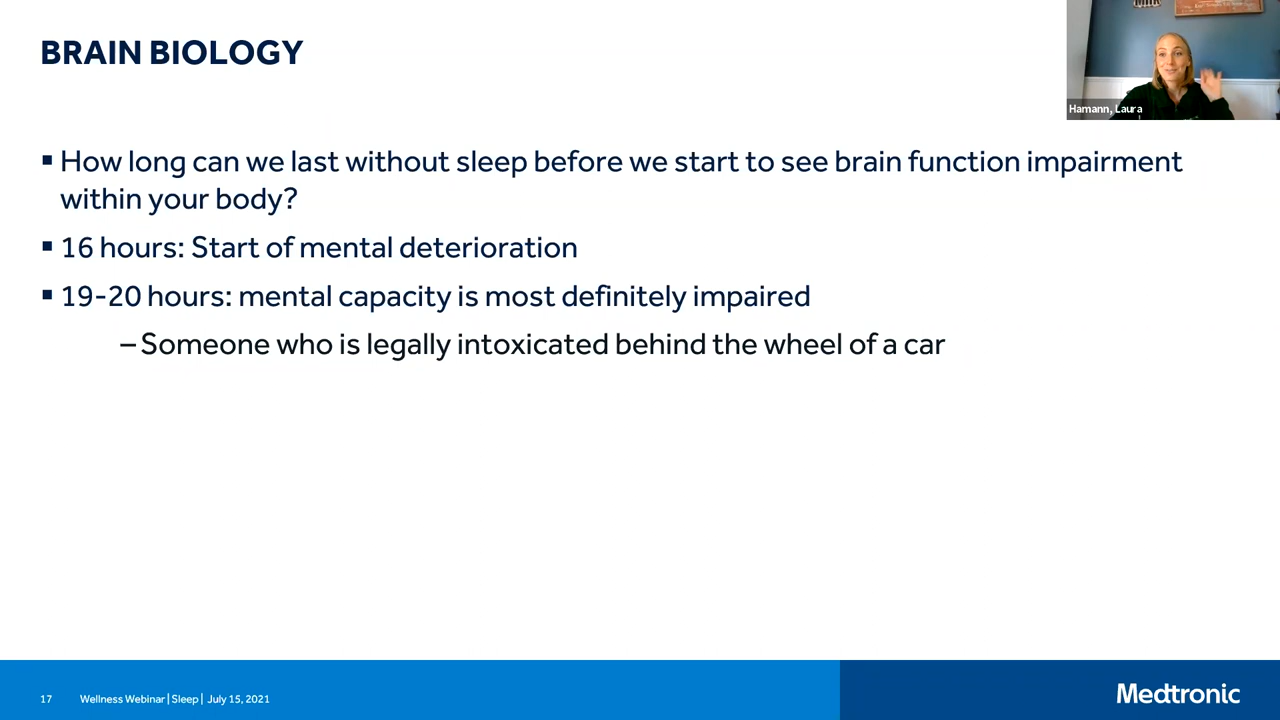 BRAIN BIOLOGY
Hamann, Laura
▪ How long can we last without sleep before we start to see brain function impairment
within your body?
▪ 16 hours: Start of mental deterioration
▪ 19-20 hours: mental capacity is most definitely impaired
– Someone who is legally intoxicated behind the wheel of a car
17 Wellness Webinar | Sleep | July 15, 2021
Medtronic